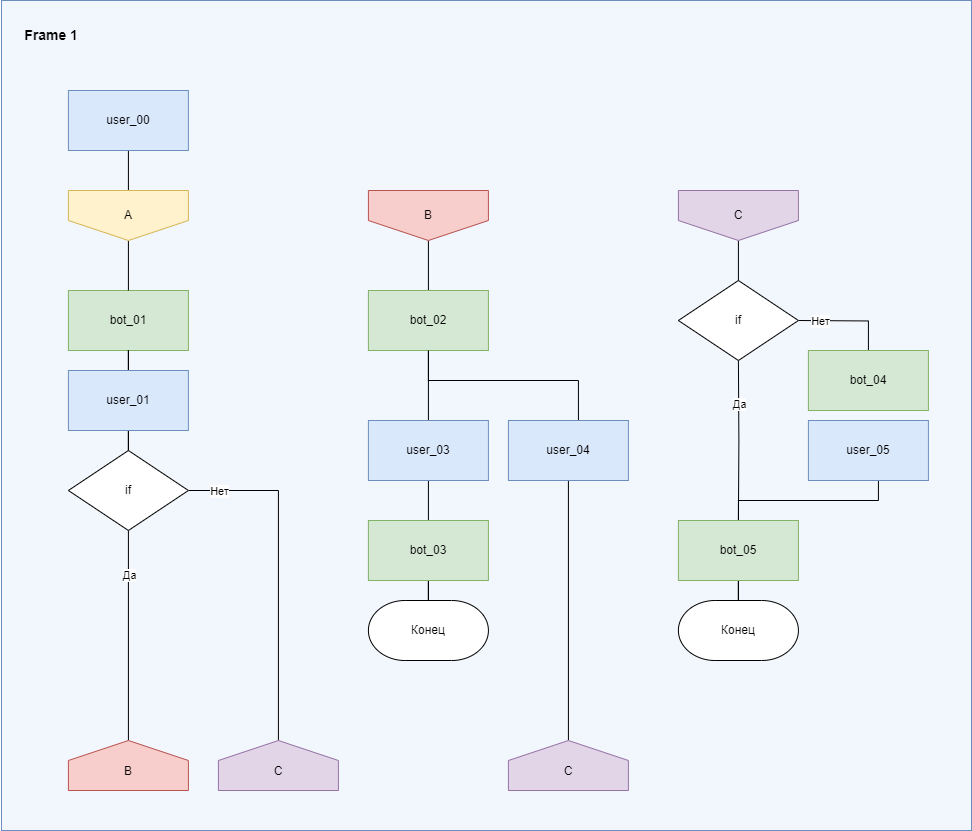 Frame 1
user_00
A
bot_01
user_01
if
Нет
Да
B
C
B
bot_02
user_03
user_04
bot_03
Конец
C
C
if
Нет
bot_04
Да
user_05
bot_05
Конец